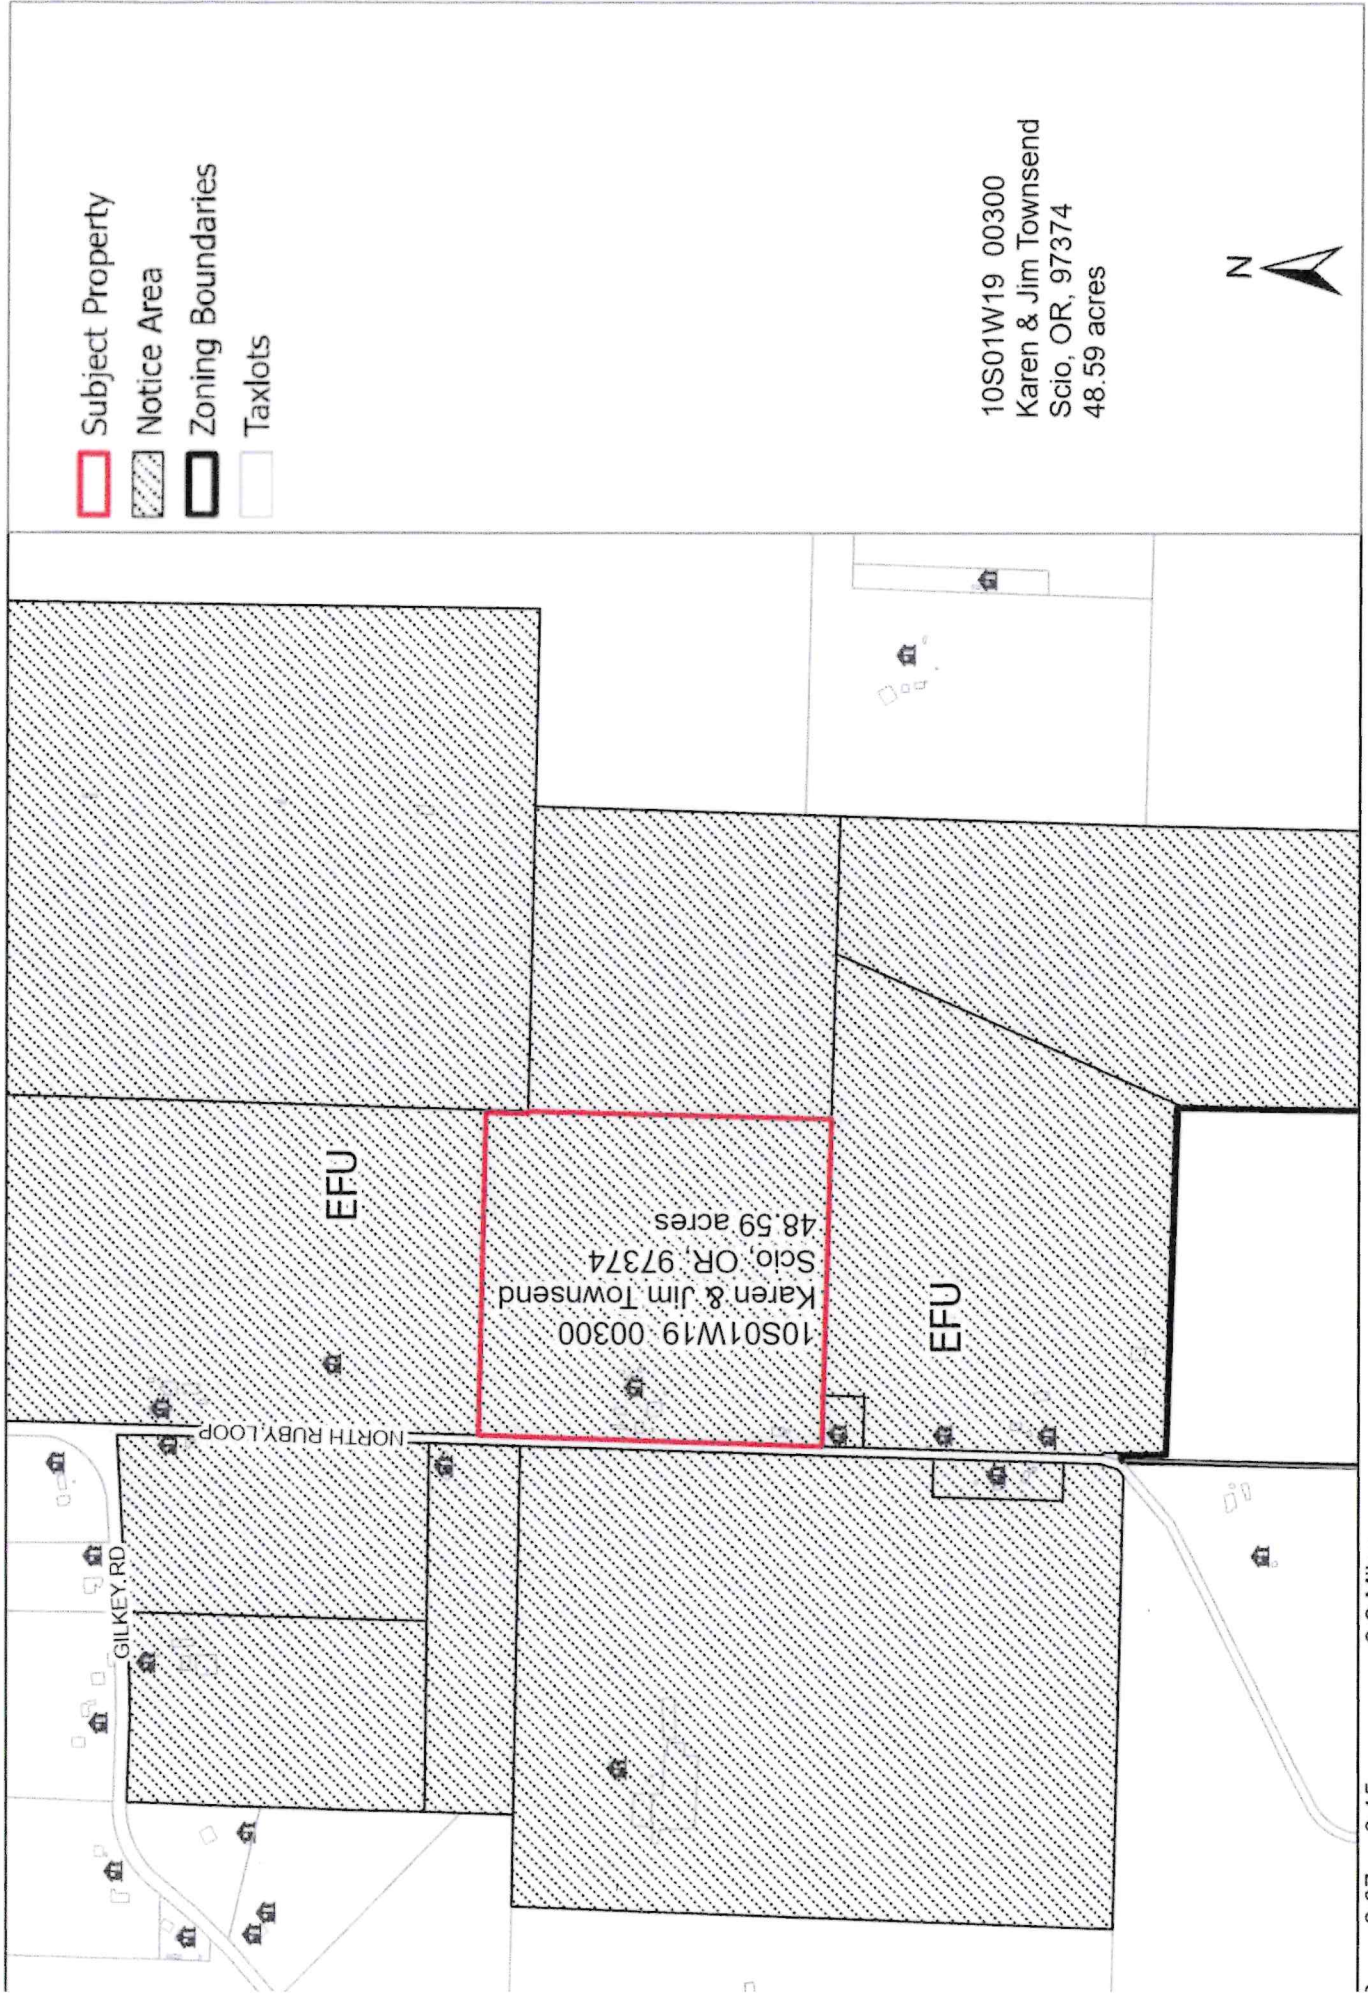 Subject Property
Notice Area
Zoning Boundaries
Taxlots
10S01W19 00300
Karen & Jim Townsend
Scio, OR, 97374
48.59 acres
N
EFU
NORTH RUBY LOOP
GILKEY RD
10S01W19 00300
Karen & Jim Townsend
Scio, OR, 97374
48.59 acres
EFU